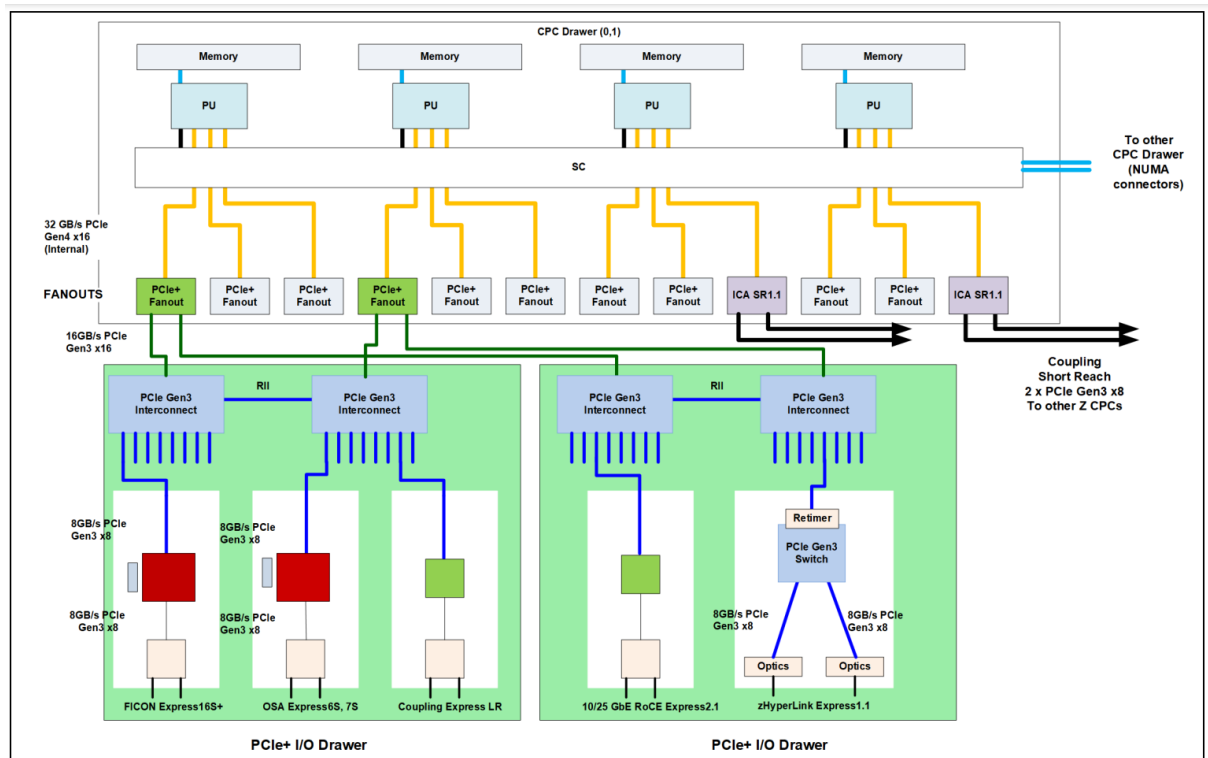 CPC Drawer (0,1)
Memory
Memory
Memory
Memory
PU
PU
PU
PU
SC
To other
CPC Drawer
(NUMA
connectors)
32 GB/s PCIe
Gen4 x16
(Internal)
FANOUTS
PCIe+
Fanout
PCIe+
Fanout
PCIe+
Fanout
PCIe+
Fanout
PCIe+
Fanout
PCIe+
Fanout
PCIe+
Fanout
PCIe+
Fanout
ICA SR1.1
PCIe+
Fanout
PCIe+
Fanout
ICA SR1.1
16GB/s PCIe
Gen3 x16
Coupling
Short Reach
2 x PCIe Gen3 x8
To other Z CPCs
PCIe Gen3
Interconnect
RII
PCIe Gen3
Interconnect
PCIe Gen3
Interconnect
RII
PCIe Gen3
Interconnect
8GB/s PCIe
Gen3 x8
8GB/s PCIe
Gen3 x8
Retimer
PCIe Gen3
Switch
8GB/s PCIe
Gen3 x8
8GB/s PCIe
Gen3 x8
8GB/s PCIe
Gen3 x8
8GB/s PCIe
Gen3 x8
Optics
Optics
FICON Express16S+
OSA Express6S, 7S
Coupling Express LR
10/25 GbE RoCE Express2.1
zHyperLink Express1.1
PCIe+ I/O Drawer
PCIe+ I/O Drawer